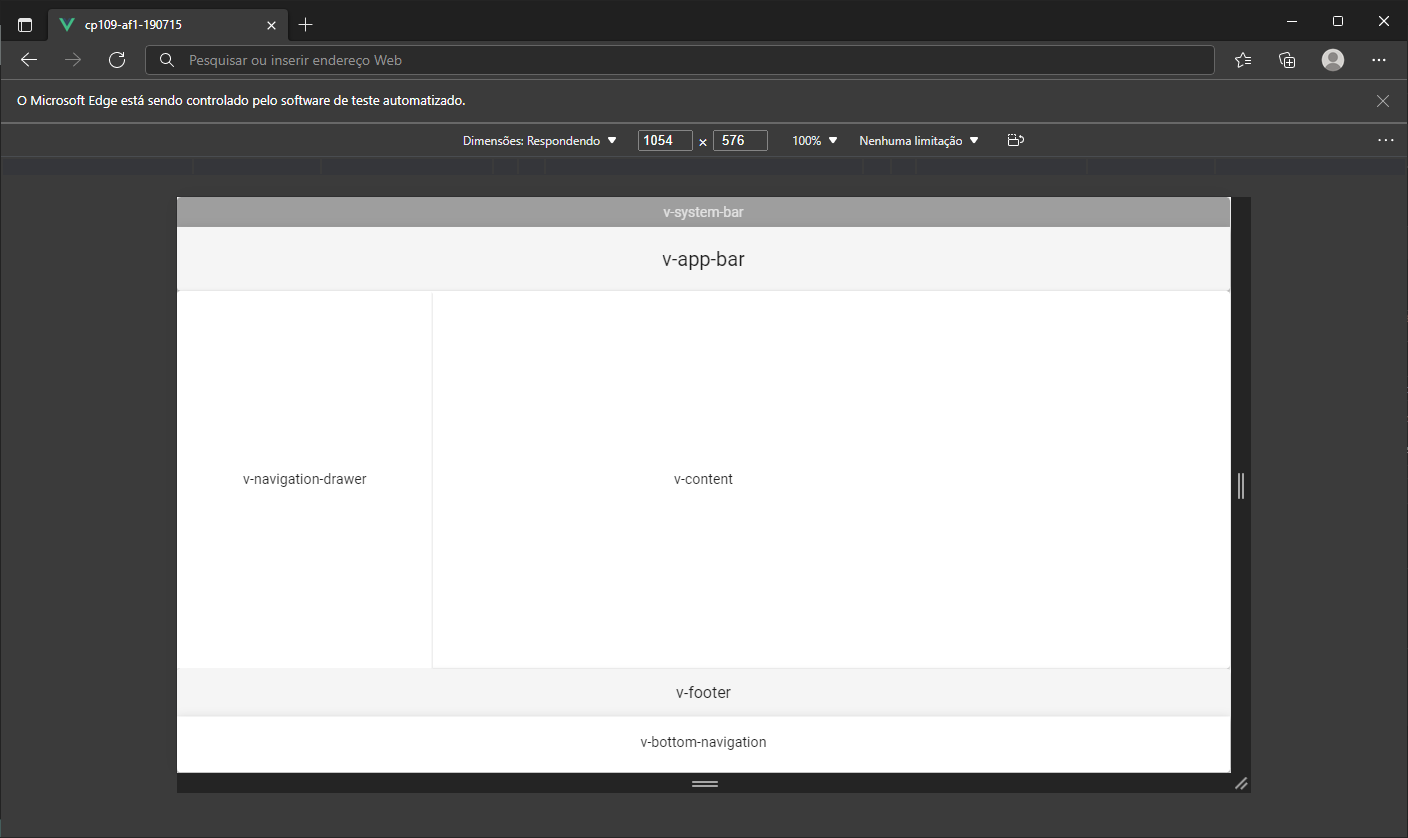 cp109-af1-190715
Pesquisar ou inserir endereço Web
O Microsoft Edge está sendo controlado pelo software de teste automatizado.
Dimensões: Respondendo 1054 × 576 100% Nenhuma limitação
v-system-bar
v-app-bar
v-navigation-drawer v-content
v-footer
v-bottom-navigation